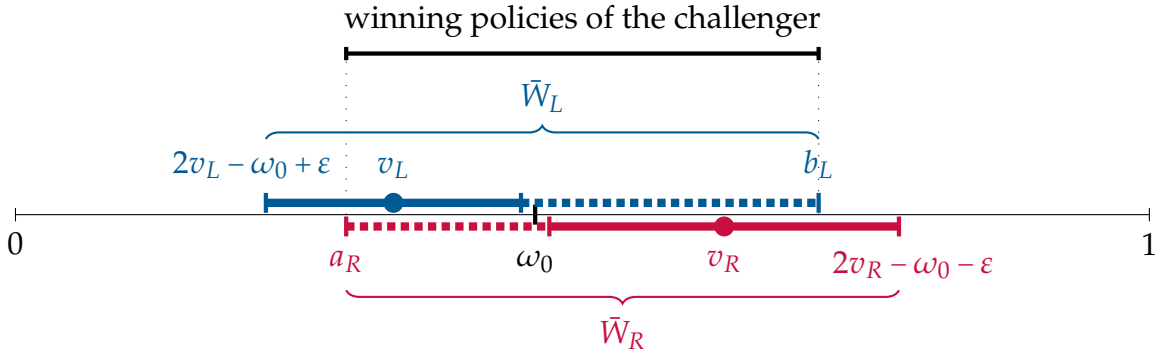 winning policies of the challenger
W̄_L
2v_L − ω_0 + ε v_L b_L
0 a_R ω_0 v_R 2v_R − ω_0 − ε 1
W̄_R